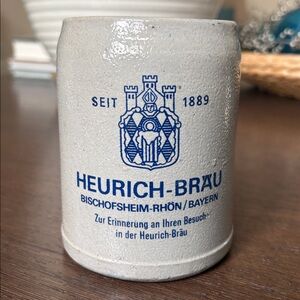 SEIT 1889
HEURICH-BRÄU
BISCHOFSHEIM-RHÖN/BAYERN
Zur Erinnerung an Ihren Besuch
in der Heurich-Bräu